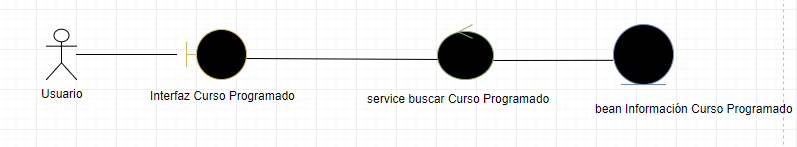 Usuario
Interfaz Curso Programado
service buscar Curso Programado
bean Información Curso Programado